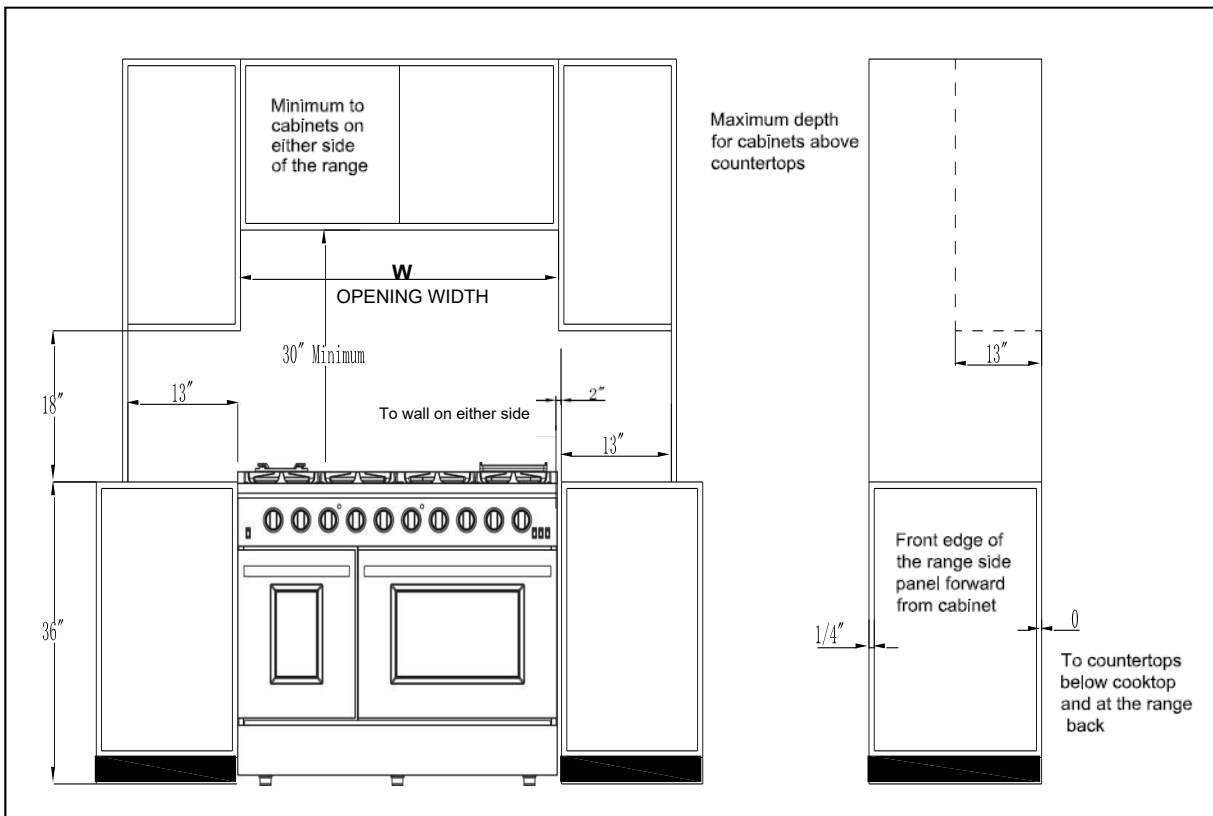 Minimum to
cabinets on
either side
of the range
Maximum depth
for cabinets above
countertops
W
OPENING WIDTH
30" Minimum
13"
18"
13"
To wall on either side
2"
13"
36"
Front edge of
the range side
panel forward
from cabinet
1/4"
0
To countertops
below cooktop
and at the range
back